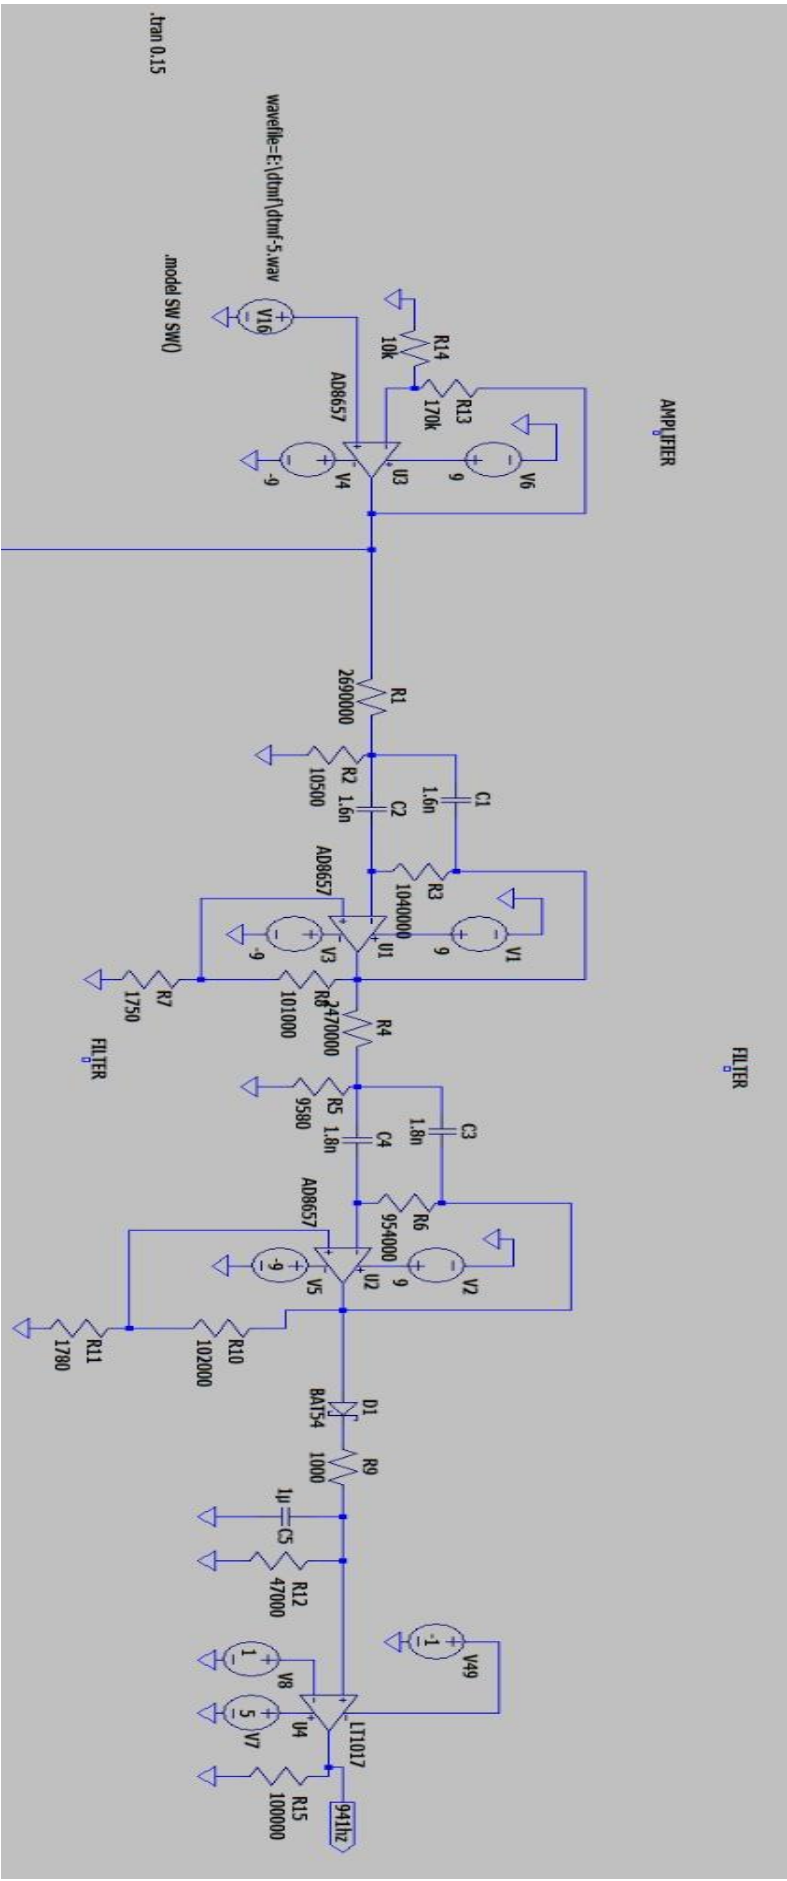 AMPLIFIER
FILTER
V6
9
R13
170k
R14
10k
U3
AD8657
V4
-9
V16
wavefile=E:\dtmf\dtmf-5.wav
.model SW SW()
.tran 0.15
R1
2690000
R2
10500
C1
1.6n
C2
1.6n
R3
1040000
V1
9
U1
AD8657
V3
-9
R8
101000
R7
1750
FILTER
R4
2470000
R5
9580
C3
1.8n
C4
1.8n
R6
954000
V2
9
U2
AD8657
V5
-9
R10
102000
R11
1780
D1
BAT54
R9
1000
C5
1µ
R12
47000
V49
-1
V8
1
V7
5
U4
LT1017
R15
100000
941hz